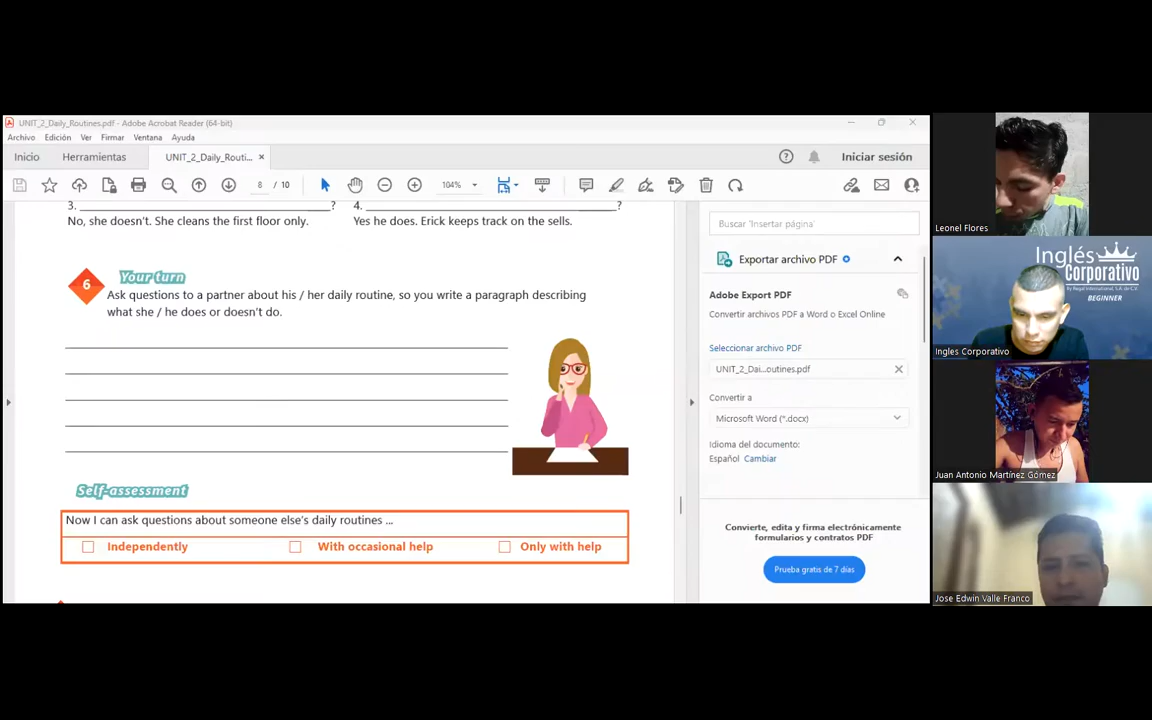 UNIT_2_Daily_Routines.pdf - Adobe Acrobat Reader (64-bit)
Archivo Edición Ver Firmar Ventana Ayuda
Inicio Herramientas UNIT_2_Daily_Routi... × Iniciar sesión
8 / 10 104%
3. ______________________________? 4. ______________________________?
No, she doesn't. She cleans the first floor only. Yes he does. Erick keeps track on the sells.
6 Your turn
Ask questions to a partner about his / her daily routine, so you write a paragraph describing
what she / he does or doesn't do.
Self-assessment
Now I can ask questions about someone else's daily routines ...
Independently With occasional help Only with help
Buscar 'Insertar página'
Exportar archivo PDF
Adobe Export PDF
Convertir archivos PDF a Word o Excel Online
Seleccionar archivo PDF
UNIT_2_Dai...outines.pdf
Convertir a
Microsoft Word (*.docx)
Idioma del documento:
Español Cambiar
Convierte, edita y firma electrónicamente
formularios y contratos PDF
Prueba gratis de 7 días
Leonel Flores
Inglés
Corporativo
By Regal International, S.A. de C.V.
BEGINNER
Ingles Corporativo
Juan Antonio Martínez Gómez
Jose Edwin Valle Franco